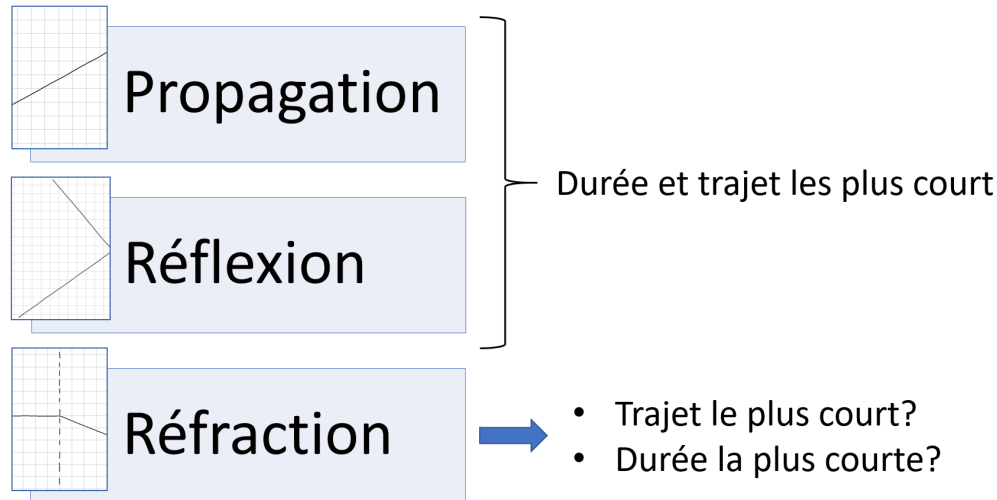 Propagation
Durée et trajet les plus court
Réflexion
Réfraction
• Trajet le plus court?
• Durée la plus courte?